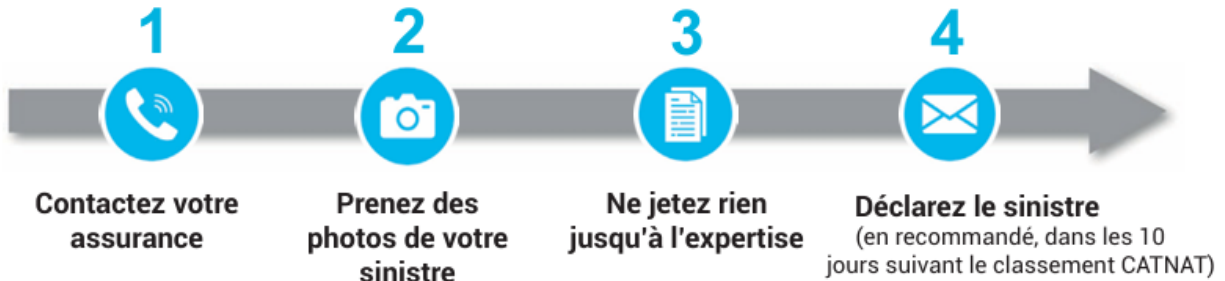 1
2
3
4
Contactez votre
assurance
Prenez des
photos de votre
sinistre
Ne jetez rien
jusqu'à l'expertise
Déclarez le sinistre
(en recommandé, dans les 10
jours suivant le classement CATNAT)